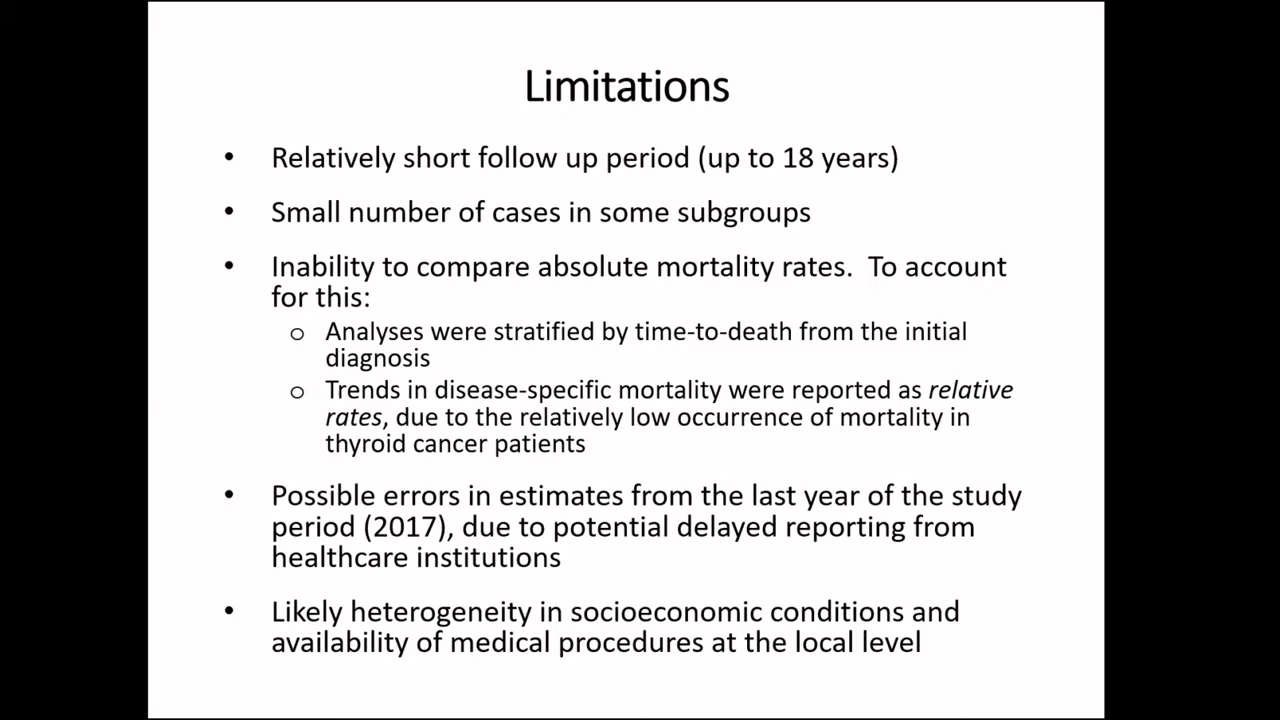 Limitations
• Relatively short follow up period (up to 18 years)
• Small number of cases in some subgroups
• Inability to compare absolute mortality rates.  To account
for this:
o Analyses were stratified by time-to-death from the initial
diagnosis
o Trends in disease-specific mortality were reported as relative
rates, due to the relatively low occurrence of mortality in
thyroid cancer patients
• Possible errors in estimates from the last year of the study
period (2017), due to potential delayed reporting from
healthcare institutions
• Likely heterogeneity in socioeconomic conditions and
availability of medical procedures at the local level